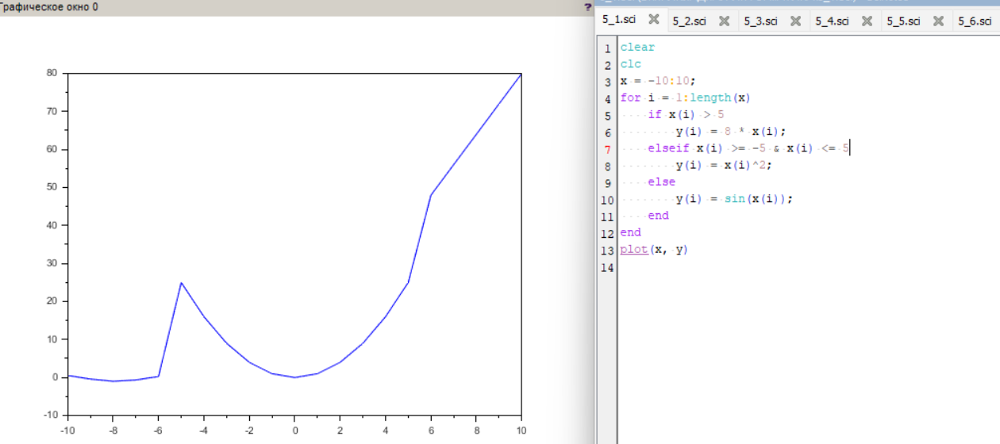 Графическое окно 0
?
80
70
60
50
40
30
20
10
0
-10
-10 -8 -6 -4 -2 0 2 4 6 8 10
5_1.sci 5_2.sci 5_3.sci 5_4.sci 5_5.sci 5_6.sci
1 clear
2 clc
3 x = -10:10;
4 for i = 1:length(x)
5 if x(i) > 5
6 y(i) = 8 * x(i);
7 elseif x(i) >= -5 & x(i) <= 5
8 y(i) = x(i)^2;
9 else
10 y(i) = sin(x(i));
11 end
12 end
13 plot(x, y)
14